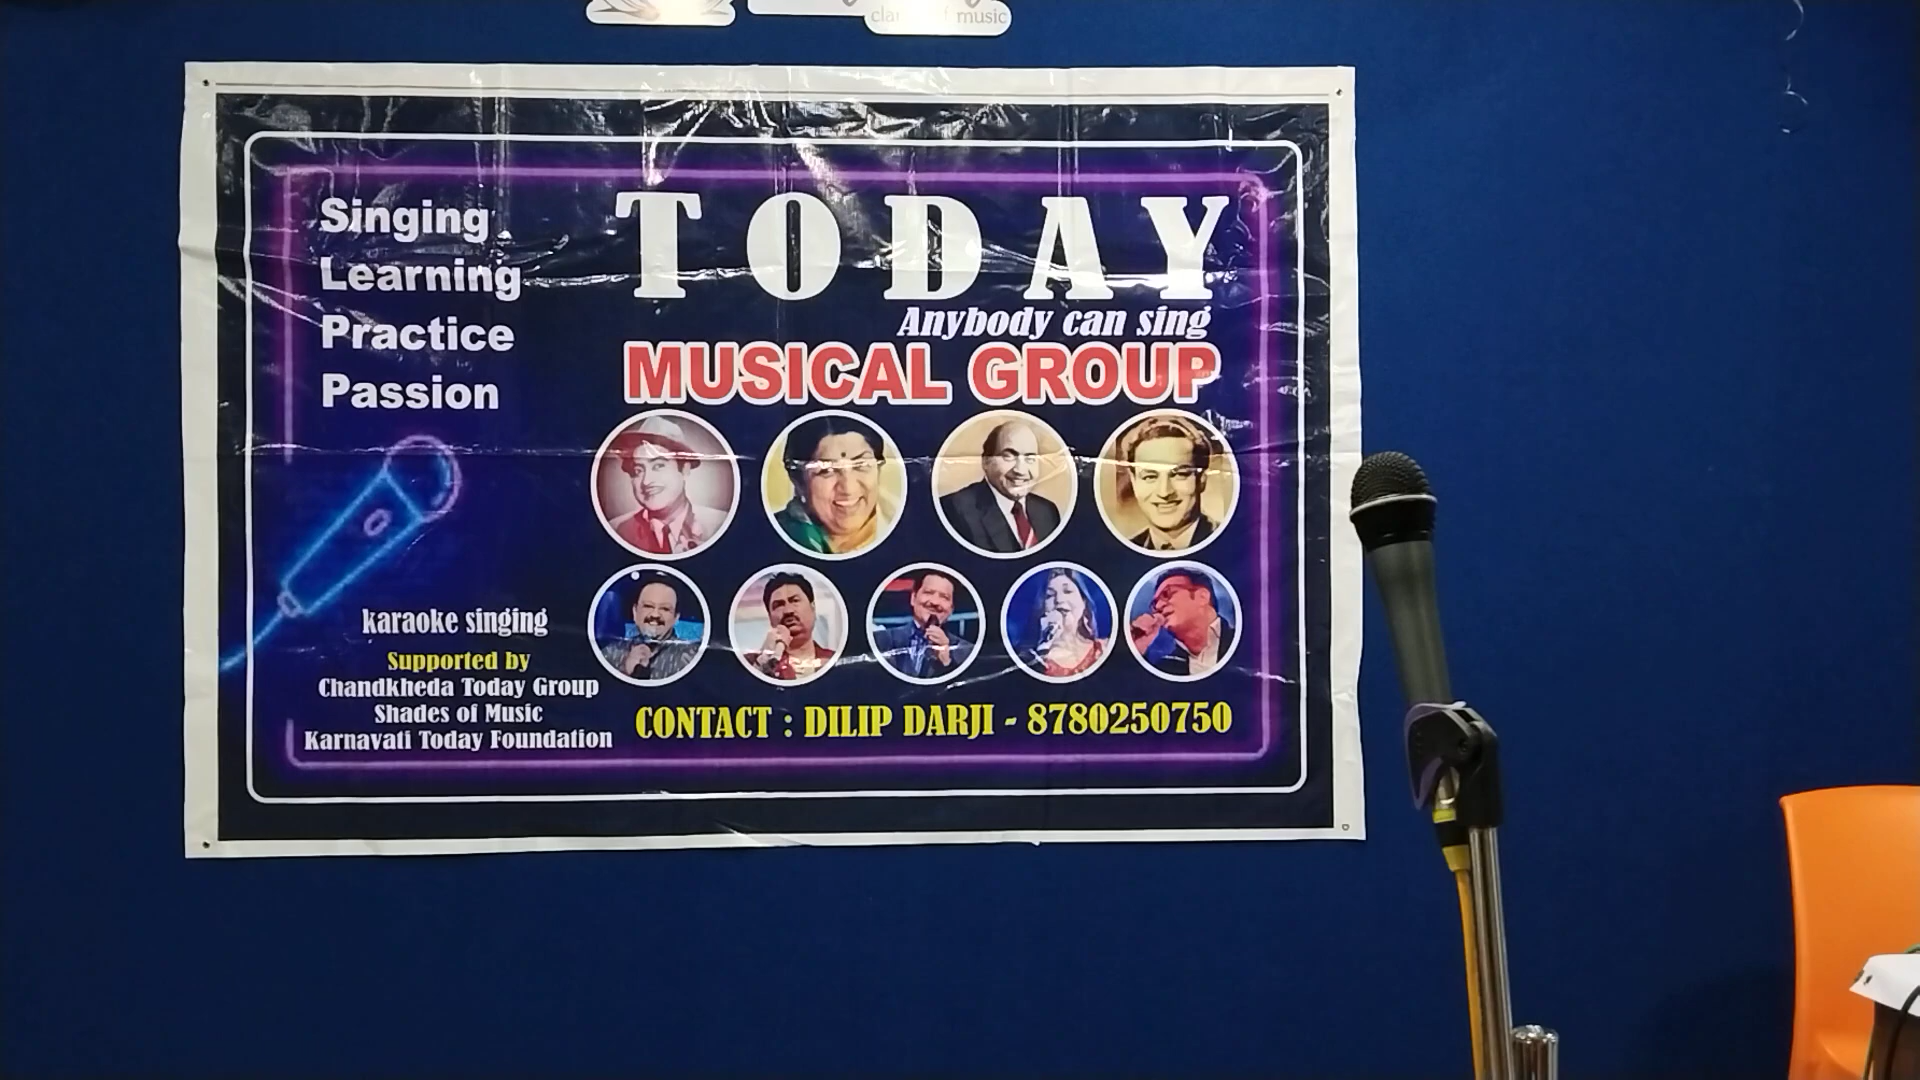 music
Singing
Learning
Practice
Passion
TODAY
Anybody can sing
MUSICAL GROUP
karaoke singing
Supported by
Chandkheda Today Group
Shades of Music
Karnavati Today Foundation
CONTACT : DILIP DARJI - 8780250750